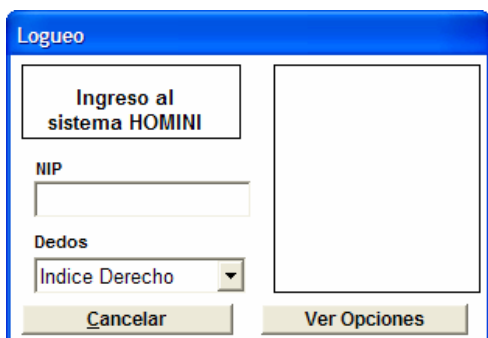 Logueo
Ingreso al
sistema HOMINI
NIP
Dedos
Indice Derecho
Cancelar
Ver Opciones